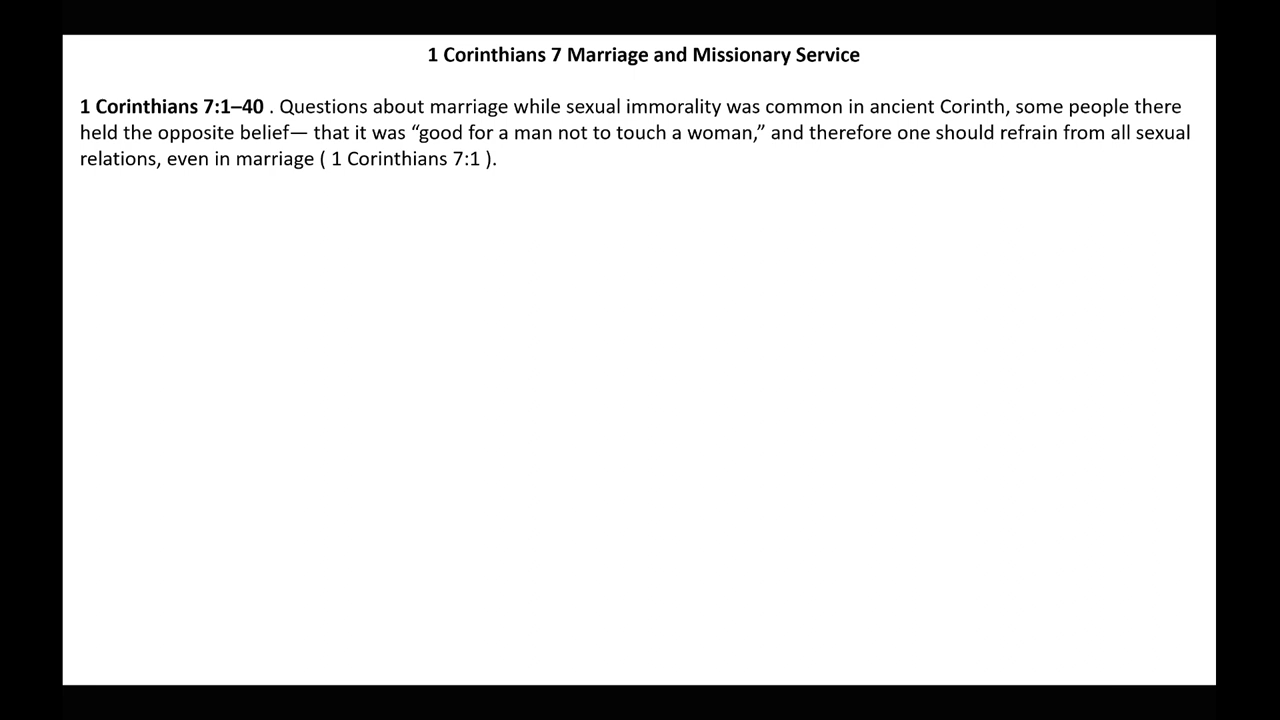 1 Corinthians 7 Marriage and Missionary Service
1 Corinthians 7:1–40 . Questions about marriage while sexual immorality was common in ancient Corinth, some people there
held the opposite belief— that it was “good for a man not to touch a woman,” and therefore one should refrain from all sexual
relations, even in marriage ( 1 Corinthians 7:1 ).